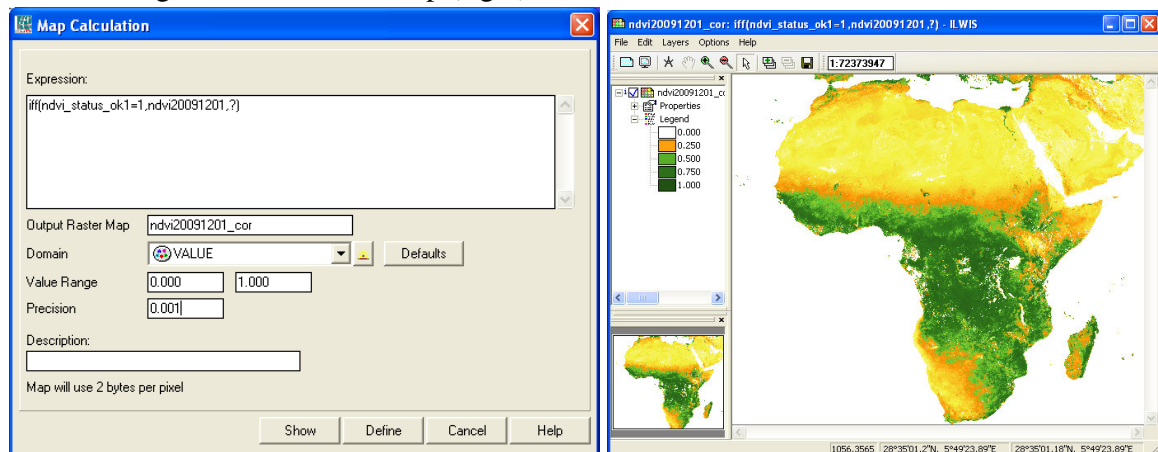 Map Calculation
Expression:
iff(ndvi_status_ok1=1,ndvi20091201,?)
Output Raster Map ndvi20091201_cor
Domain VALUE Defaults
Value Range 0.000 1.000
Precision 0.001
Description:
Map will use 2 bytes per pixel
Show Define Cancel Help
ndvi20091201_cor: iff(ndvi_status_ok1=1,ndvi20091201,?) - ILWIS
File Edit Layers Options Help
1:72373947
ndvi20091201_c
Properties
Legend
0.000
0.250
0.500
0.750
1.000
1056,3565 28°35'01.2"N, 5°49'23.89"E 28°35'01.18"N, 5°49'23.89"E